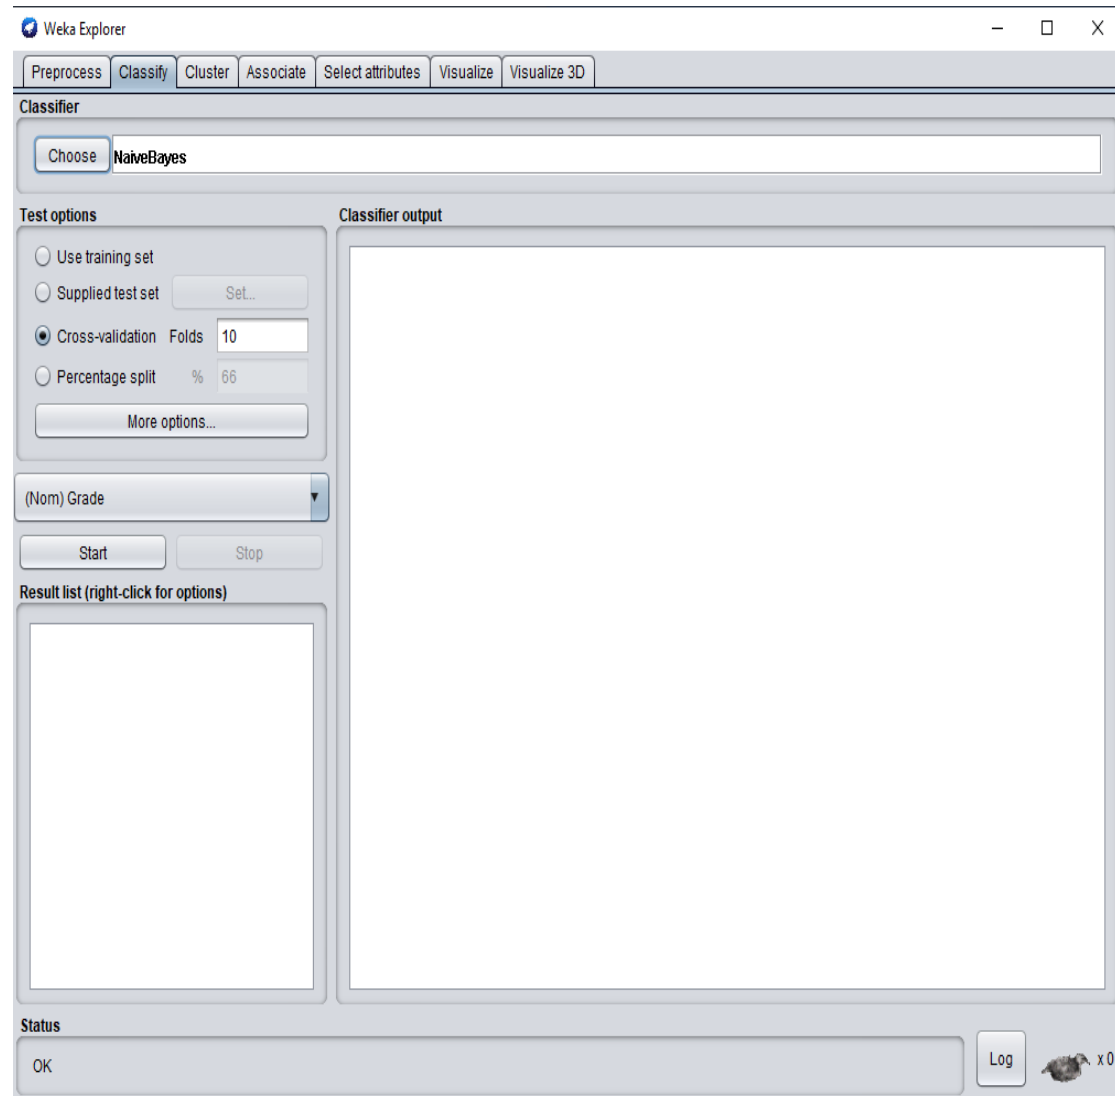 Weka Explorer
Preprocess Classify Cluster Associate Select attributes Visualize Visualize 3D
Classifier
Choose NaiveBayes
Test options
Use training set
Supplied test set Set...
Cross-validation Folds 10
Percentage split % 66
More options...
(Nom) Grade
Start Stop
Result list (right-click for options)
Classifier output
Status
OK
Log x 0